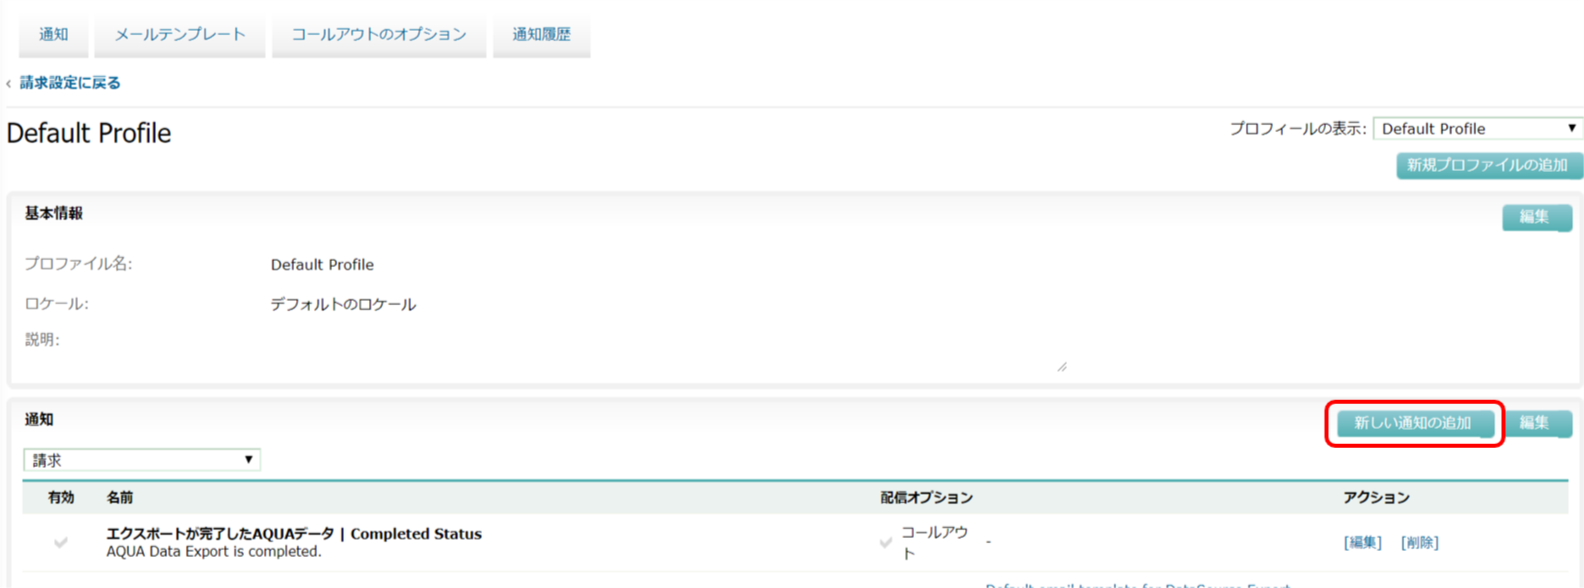 通知 メールテンプレート コールアウトのオプション 通知履歴
‹ 請求設定に戻る
Default Profile
プロフィールの表示: Default Profile ▼
新規プロファイルの追加
基本情報 編集
プロファイル名: Default Profile
ロケール: デフォルトのロケール
説明:
通知 新しい通知の追加 編集
請求 ▼
有効 名前 配信オプション アクション
エクスポートが完了したAQUAデータ | Completed Status
AQUA Data Export is completed.
コールアウ
ト
-
[編集] [削除]
Default email template for DataSource Export